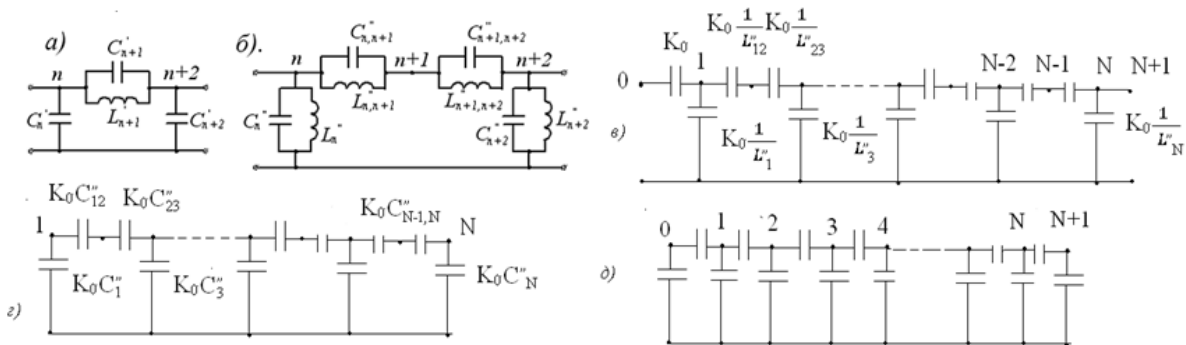 а)
C'n+1
n
n+2
C'n
L'n+1
C'n+2
б).
C"n,n+1
C"n+1,n+2
n
n+1
n+2
L"n,n+1
L"n+1,n+2
C"n
L"n
C"n+2
L"n+2
в)
K0 1/L"12 K0 1/L"23
K0
0
1
N-2
N-1
N
N+1
K0 1/L"1
K0 1/L"3
K0 1/L"N
г)
K0C"12
K0C"23
K0C"N-1,N
1
N
K0C"1
K0C"3
K0C"N
д)
0
1
2
3
4
N
N+1